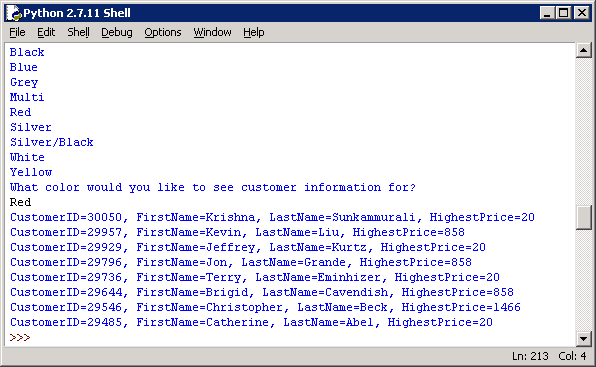 Python 2.7.11 Shell
File Edit Shell Debug Options Window Help
Black
Blue
Grey
Multi
Red
Silver
Silver/Black
White
Yellow
What color would you like to see customer information for?
Red
CustomerID=30050, FirstName=Krishna, LastName=Sunkammurali, HighestPrice=20
CustomerID=29957, FirstName=Kevin, LastName=Liu, HighestPrice=858
CustomerID=29929, FirstName=Jeffrey, LastName=Kurtz, HighestPrice=20
CustomerID=29796, FirstName=Jon, LastName=Grande, HighestPrice=858
CustomerID=29736, FirstName=Terry, LastName=Eminhizer, HighestPrice=20
CustomerID=29644, FirstName=Brigid, LastName=Cavendish, HighestPrice=858
CustomerID=29546, FirstName=Christopher, LastName=Beck, HighestPrice=1466
CustomerID=29485, FirstName=Catherine, LastName=Abel, HighestPrice=20
>>>
Ln: 213 Col: 4